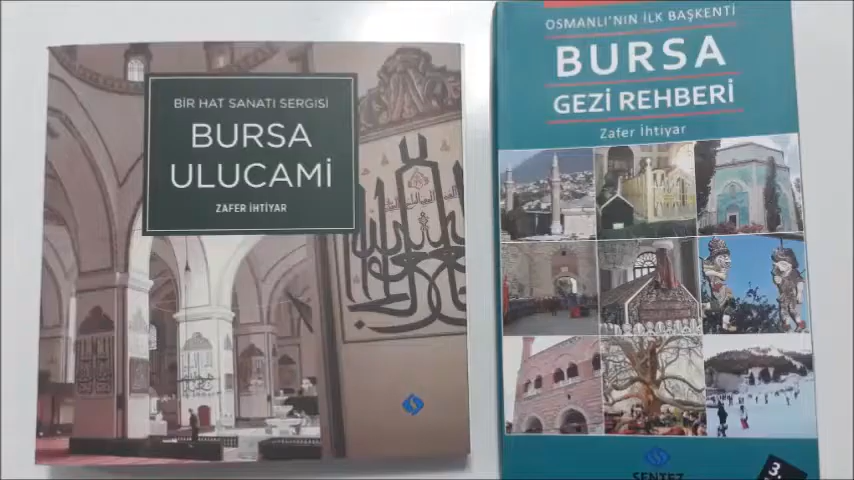 BİR HAT SANATI SERGİSİ
BURSA
ULUCAMİ
ZAFER İHTİYAR
OSMANLI'NIN İLK BAŞKENTİ
BURSA
GEZİ REHBERİ
Zafer İhtiyar
SENTEZ
3.